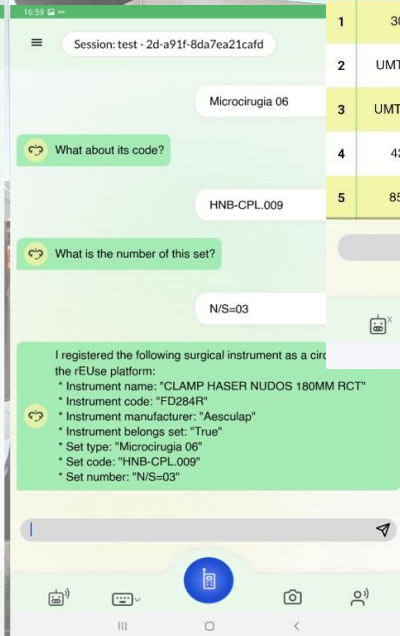 16:59
Session: test - 2d-a91f-8da7ea21cafd
Microcirugia 06
What about its code?
HNB-CPL.009
What is the number of this set?
N/S=03
I registered the following surgical instrument as a
the rEUse platform:
* Instrument name: "CLAMP HASER NUDOS 180MM RCT"
* Instrument code: "FD284R"
* Instrument manufacturer: "Aesculap"
* Instrument belongs set: "True"
* Set type: "Microcirugia 06"
* Set code: "HNB-CPL.009"
* Set number: "N/S=03"
1
2 UMT
3 UMT
4
5